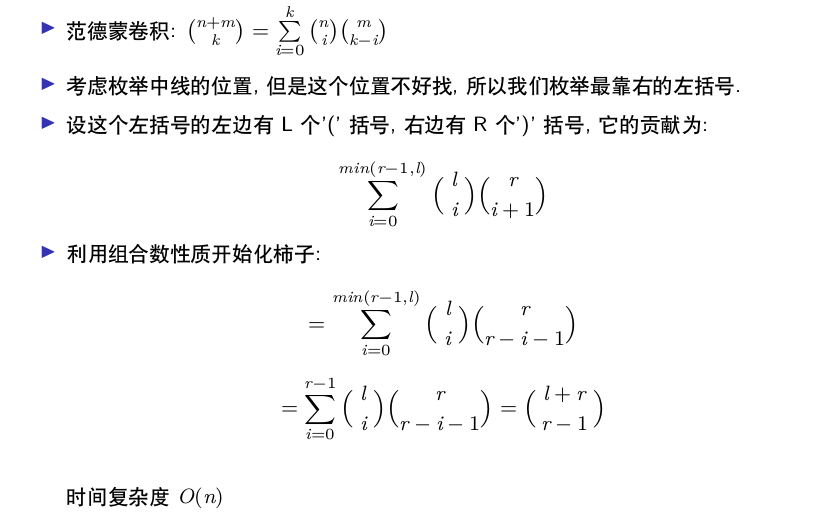 ▶ 范德蒙卷积: $\binom{n+m}{k} = \sum_{i=0}^{k} \binom{n}{i} \binom{m}{k-i}$
▶ 考虑枚举中线的位置, 但是这个位置不好找, 所以我们枚举最靠右的左括号.
▶ 设这个左括号的左边有 L 个'(' 括号, 右边有 R 个')' 括号, 它的贡献为:
$\sum_{i=0}^{min(r-1,l)} \binom{l}{i} \binom{r}{i+1}$
▶ 利用组合数性质开始化柿子:
$= \sum_{i=0}^{min(r-1,l)} \binom{l}{i} \binom{r}{r-i-1}$
$= \sum_{i=0}^{r-1} \binom{l}{i} \binom{r}{r-i-1} = \binom{l+r}{r-1}$
时间复杂度 $O(n)$